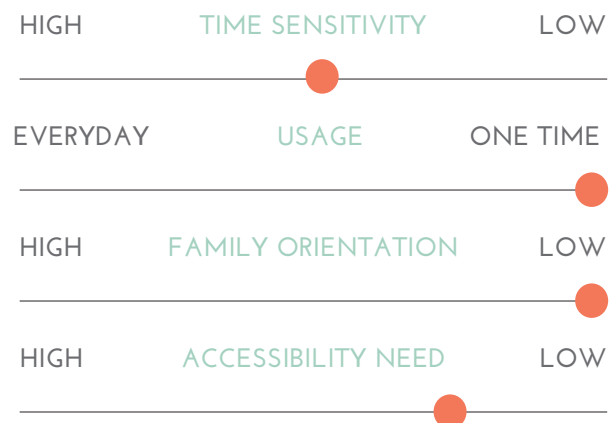 HIGH TIME SENSITIVITY LOW
EVERYDAY USAGE ONE TIME
HIGH FAMILY ORIENTATION LOW
HIGH ACCESSIBILITY NEED LOW